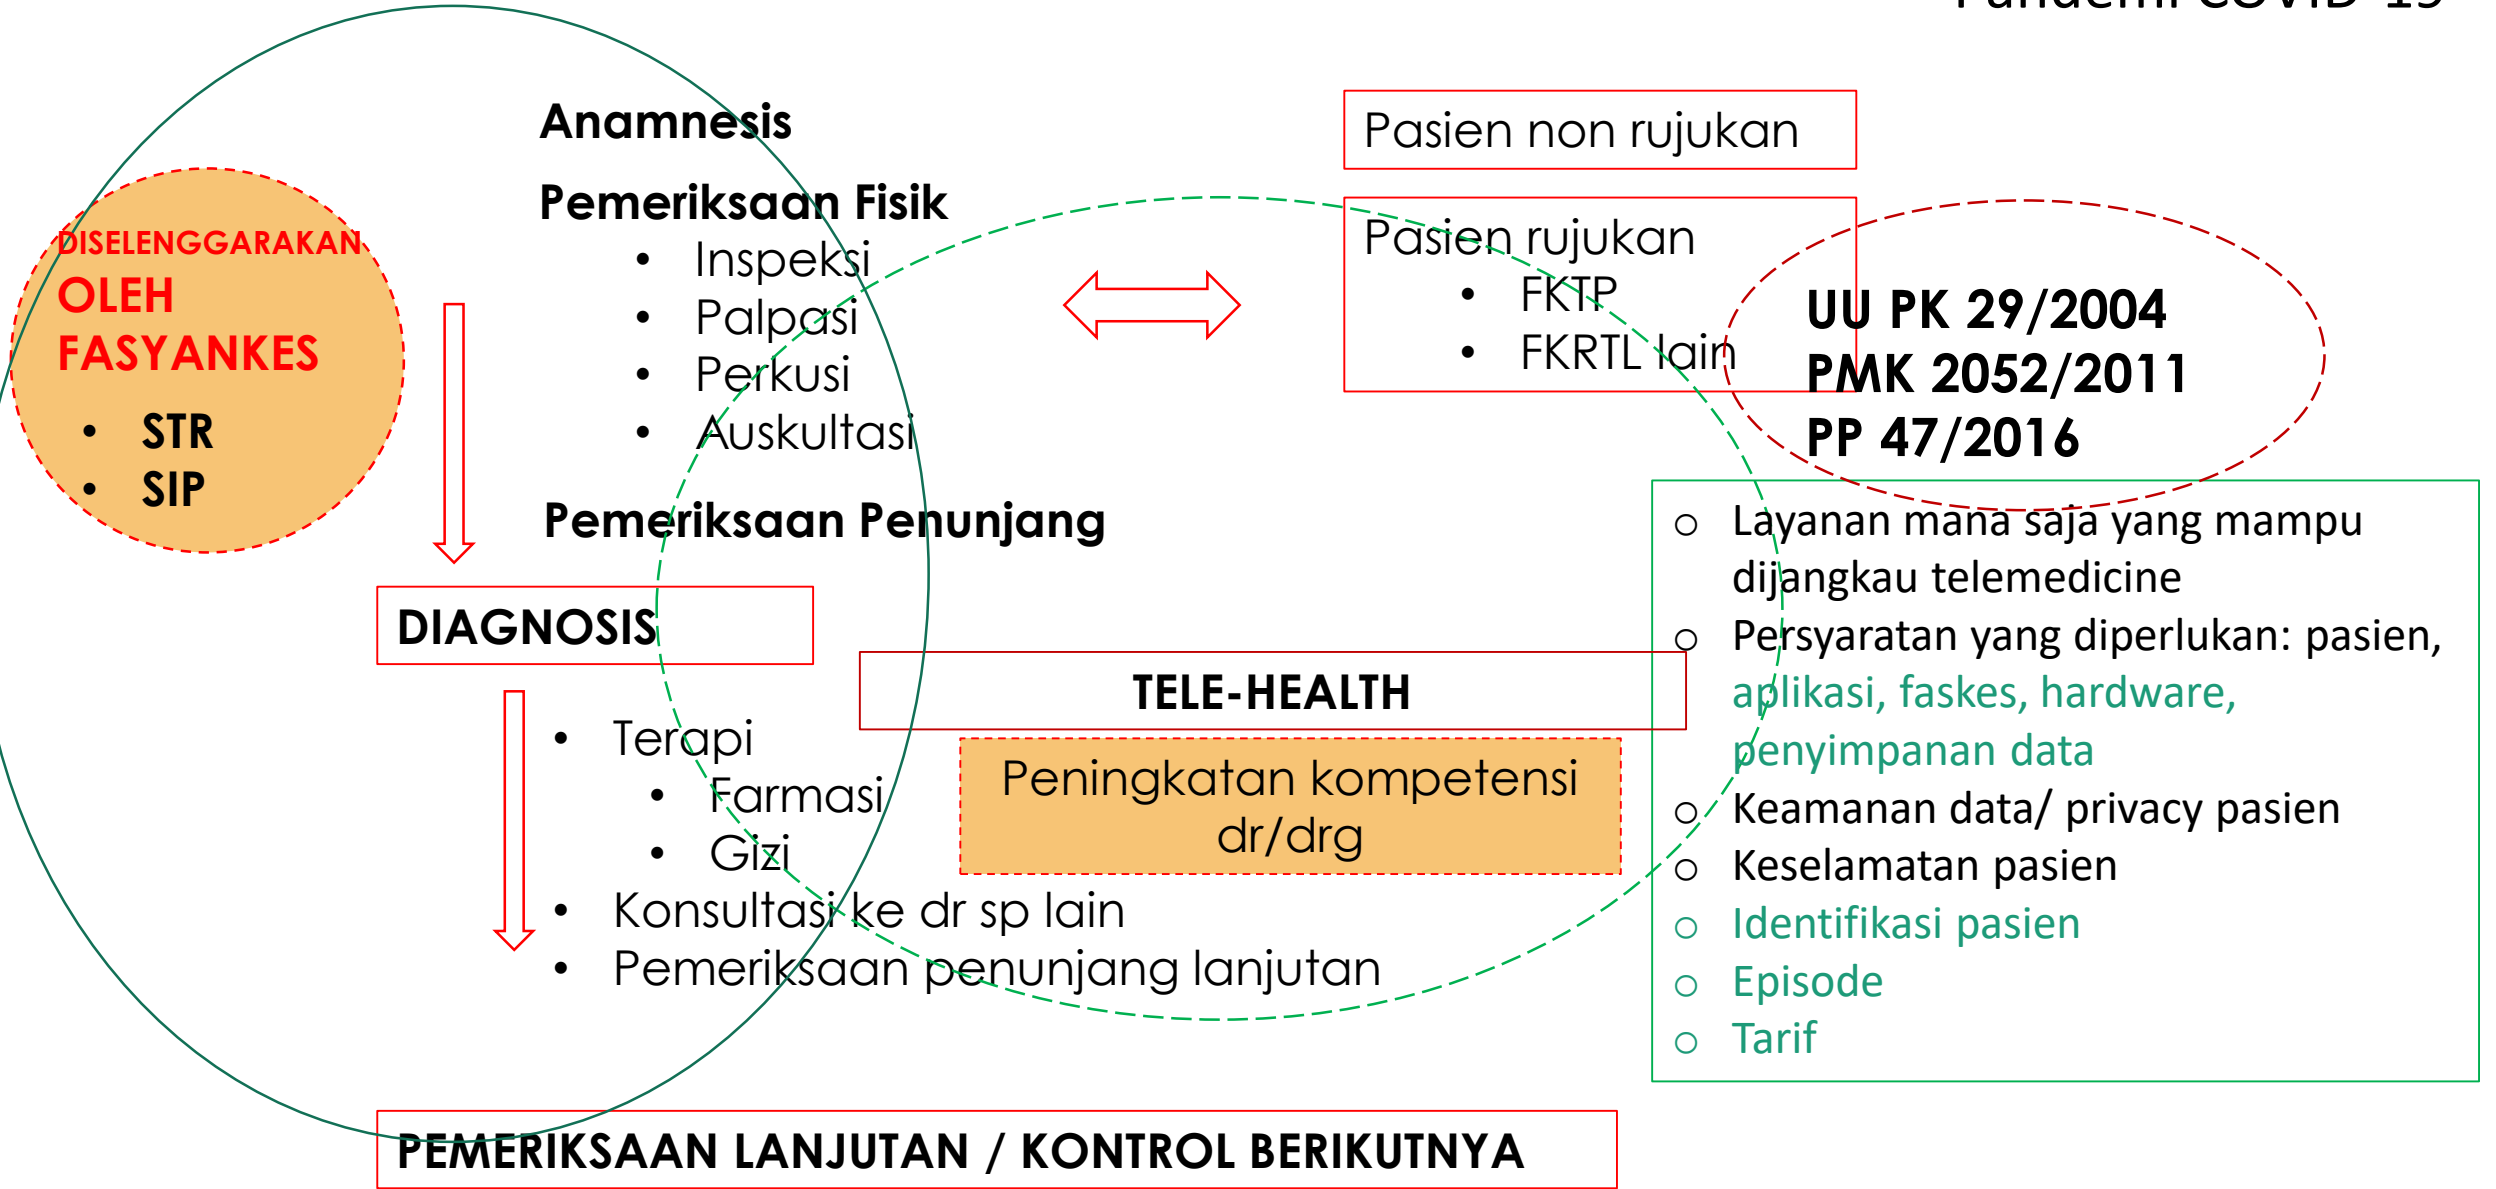 Pandemi COVID-19
Anamnesis
Pemeriksaan Fisik
• Inspeksi
• Palpasi
• Perkusi
• Auskultasi
Pemeriksaan Penunjang
DISELENGGARAKAN
OLEH
FASYANKES
• STR
• SIP
Pasien non rujukan
Pasien rujukan
• FKTP
• FKRTL lain
UU PK 29/2004
PMK 2052/2011
PP 47/2016
DIAGNOSIS
TELE-HEALTH
Peningkatan kompetensi
dr/drg
• Terapi
• Farmasi
• Gizi
• Konsultasi ke dr sp lain
• Pemeriksaan penunjang lanjutan
o Layanan mana saja yang mampu
dijangkau telemedicine
o Persyaratan yang diperlukan: pasien,
aplikasi, faskes, hardware,
penyimpanan data
o Keamanan data/ privacy pasien
o Keselamatan pasien
o Identifikasi pasien
o Episode
o Tarif
PEMERIKSAAN LANJUTAN / KONTROL BERIKUTNYA